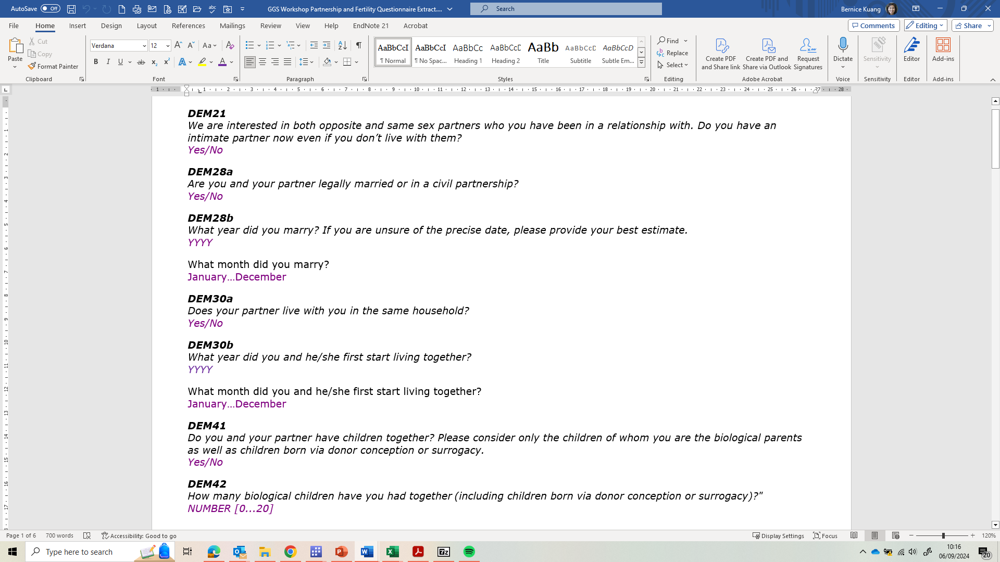 AutoSave Off
GGS Workshop Partnership and Fertility Questionnaire Extract....
Search
Bernice Kuang
File Home Insert Design Layout References Mailings Review View Help EndNote 21 Acrobat
Comments Editing Share
Paste
Cut
Copy
Format Painter
Clipboard
Verdana 12
Font
Paragraph
AaBbCcI AaBbCcI AaBbCc AaBbCcD AaBb AaBbCcD AaBbCcD
¶ Normal ¶ No Spac... Heading 1 Heading 2 Title Subtitle Subtle Em...
Styles
Find
Replace
Select
Editing
Create PDF and Share link
Create PDF and Share via Outlook
Request Signatures
Adobe Acrobat
Dictate
Voice
Sensitivity
Sensitivity
Editor
Editor
Add-ins
Add-ins
DEM21
We are interested in both opposite and same sex partners who you have been in a relationship with. Do you have an
intimate partner now even if you don’t live with them?
Yes/No
DEM28a
Are you and your partner legally married or in a civil partnership?
Yes/No
DEM28b
What year did you marry? If you are unsure of the precise date, please provide your best estimate.
YYYY
What month did you marry?
January…December
DEM30a
Does your partner live with you in the same household?
Yes/No
DEM30b
What year did you and he/she first start living together?
YYYY
What month did you and he/she first start living together?
January…December
DEM41
Do you and your partner have children together? Please consider only the children of whom you are the biological parents
as well as children born via donor conception or surrogacy.
Yes/No
DEM42
How many biological children have you had together (including children born via donor conception or surrogacy)?"
NUMBER [0...20]
Page 1 of 6 700 words Accessibility: Good to go
Display Settings Focus 120%
Type here to search
10:16
06/09/2024
20